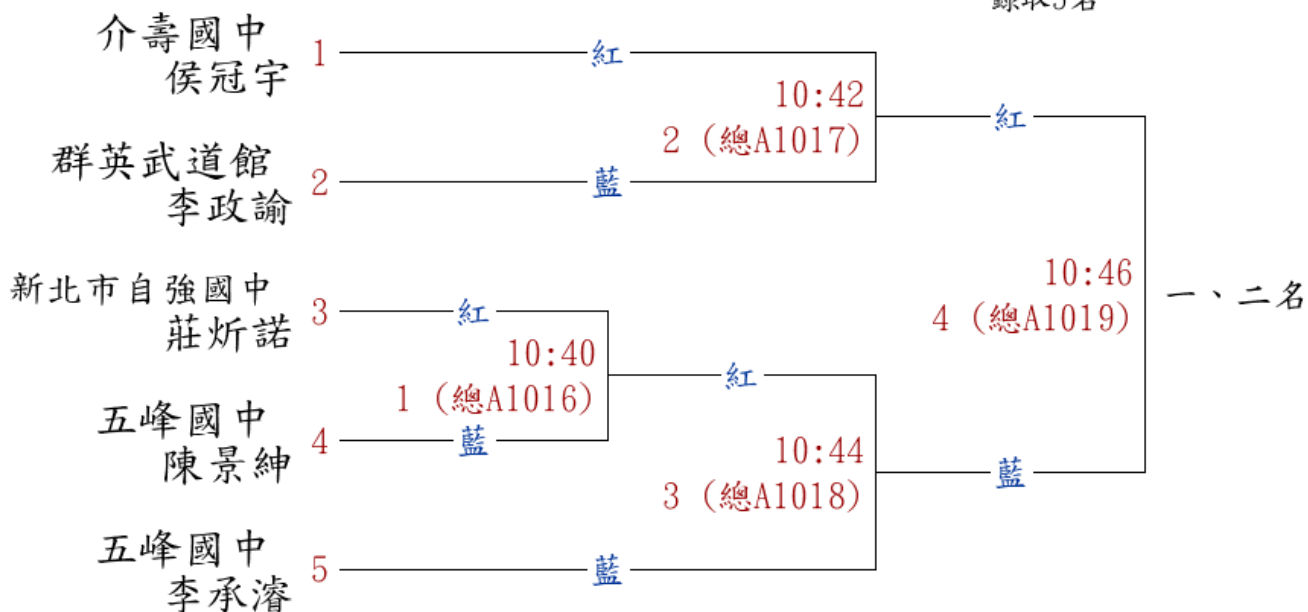 錄取5名
介壽國中
侯冠宇
1
紅
10:42
2 (總A1017)
紅
群英武道館
李政諭
2
藍
新北市自強國中
莊炘諾
3
紅
10:40
1 (總A1016)
紅
10:46
4 (總A1019)
一、二名
五峰國中
陳景紳
4
藍
10:44
3 (總A1018)
藍
五峰國中
李承濬
5
藍